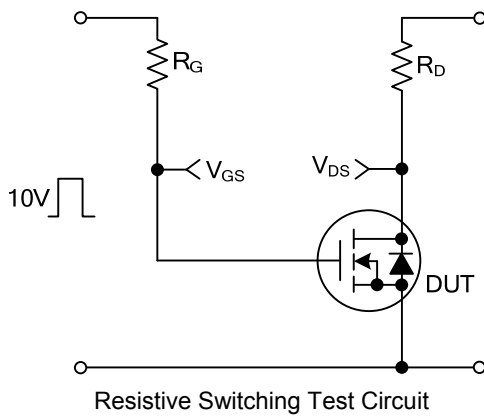 R_G
R_D
V_GS
V_DS
10V
DUT
Resistive Switching Test Circuit